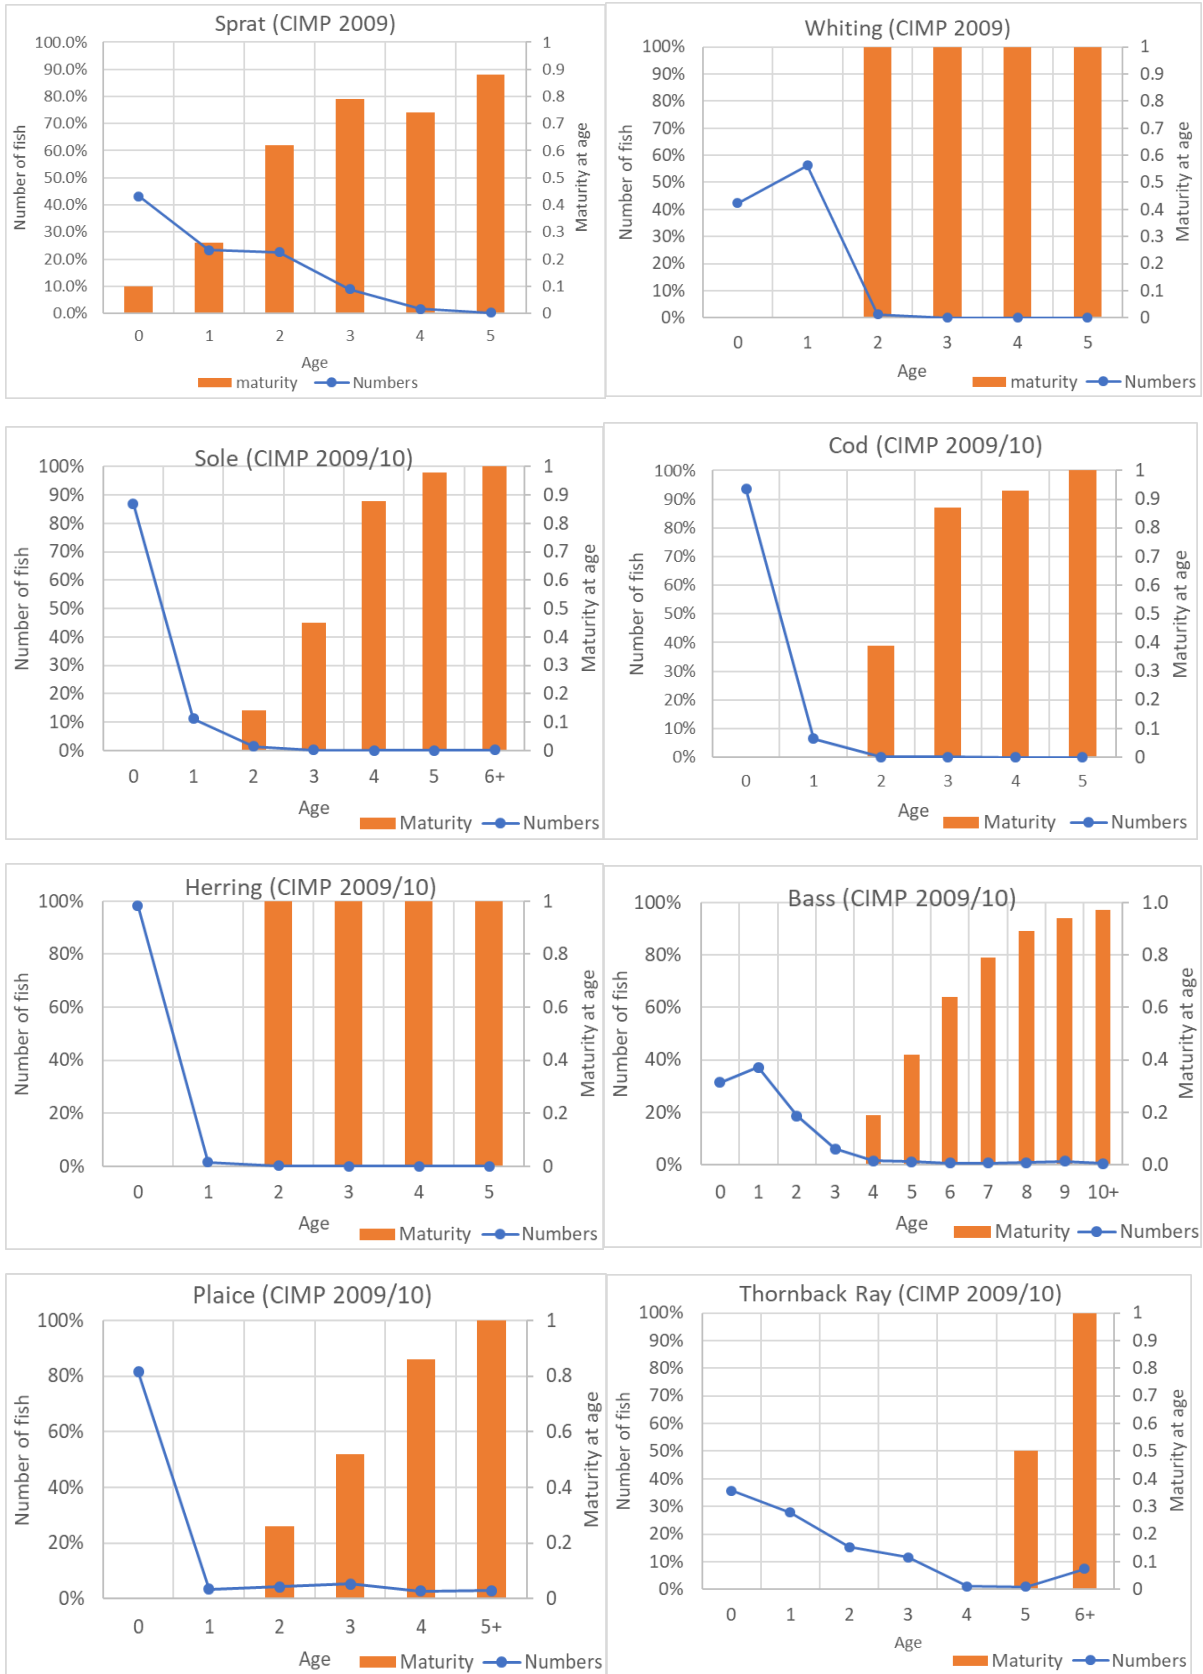 Sprat (CIMP 2009)
100.0% 1
90.0% 0.9
80.0% 0.8
70.0% 0.7
60.0% 0.6
50.0% 0.5
40.0% 0.4
30.0% 0.3
20.0% 0.2
10.0% 0.1
0.0% 0
Number of fish
Maturity at age
0 1 2 3 4 5
Age
maturity Numbers
Whiting (CIMP 2009)
100% 1
90% 0.9
80% 0.8
70% 0.7
60% 0.6
50% 0.5
40% 0.4
30% 0.3
20% 0.2
10% 0.1
0% 0
Number of fish
Maturity at age
0 1 2 3 4 5
Age
maturity Numbers
Sole (CIMP 2009/10)
100% 1
90% 0.9
80% 0.8
70% 0.7
60% 0.6
50% 0.5
40% 0.4
30% 0.3
20% 0.2
10% 0.1
0% 0
Number of fish
Maturity at age
0 1 2 3 4 5 6+
Age
Maturity Numbers
Cod (CIMP 2009/10)
100% 1
90% 0.9
80% 0.8
70% 0.7
60% 0.6
50% 0.5
40% 0.4
30% 0.3
20% 0.2
10% 0.1
0% 0
Number of fish
Maturity at age
0 1 2 3 4 5
Age
Maturity Numbers
Herring (CIMP 2009/10)
100% 1
80% 0.8
60% 0.6
40% 0.4
20% 0.2
0% 0
Number of fish
Maturity at age
0 1 2 3 4 5
Age
Maturity Numbers
Bass (CIMP 2009/10)
100% 1.0
80% 0.8
60% 0.6
40% 0.4
20% 0.2
0% 0.0
Number of fish
Maturity at age
0 1 2 3 4 5 6 7 8 9 10+
Age
Maturity Numbers
Plaice (CIMP 2009/10)
100% 1
80% 0.8
60% 0.6
40% 0.4
20% 0.2
0% 0
Number of fish
Maturity at age
0 1 2 3 4 5+
Age
Maturity Numbers
Thornback Ray (CIMP 2009/10)
100% 1
90% 0.9
80% 0.8
70% 0.7
60% 0.6
50% 0.5
40% 0.4
30% 0.3
20% 0.2
10% 0.1
0% 0
Number of fish
Maturity at age
0 1 2 3 4 5 6+
Age
Maturity Numbers